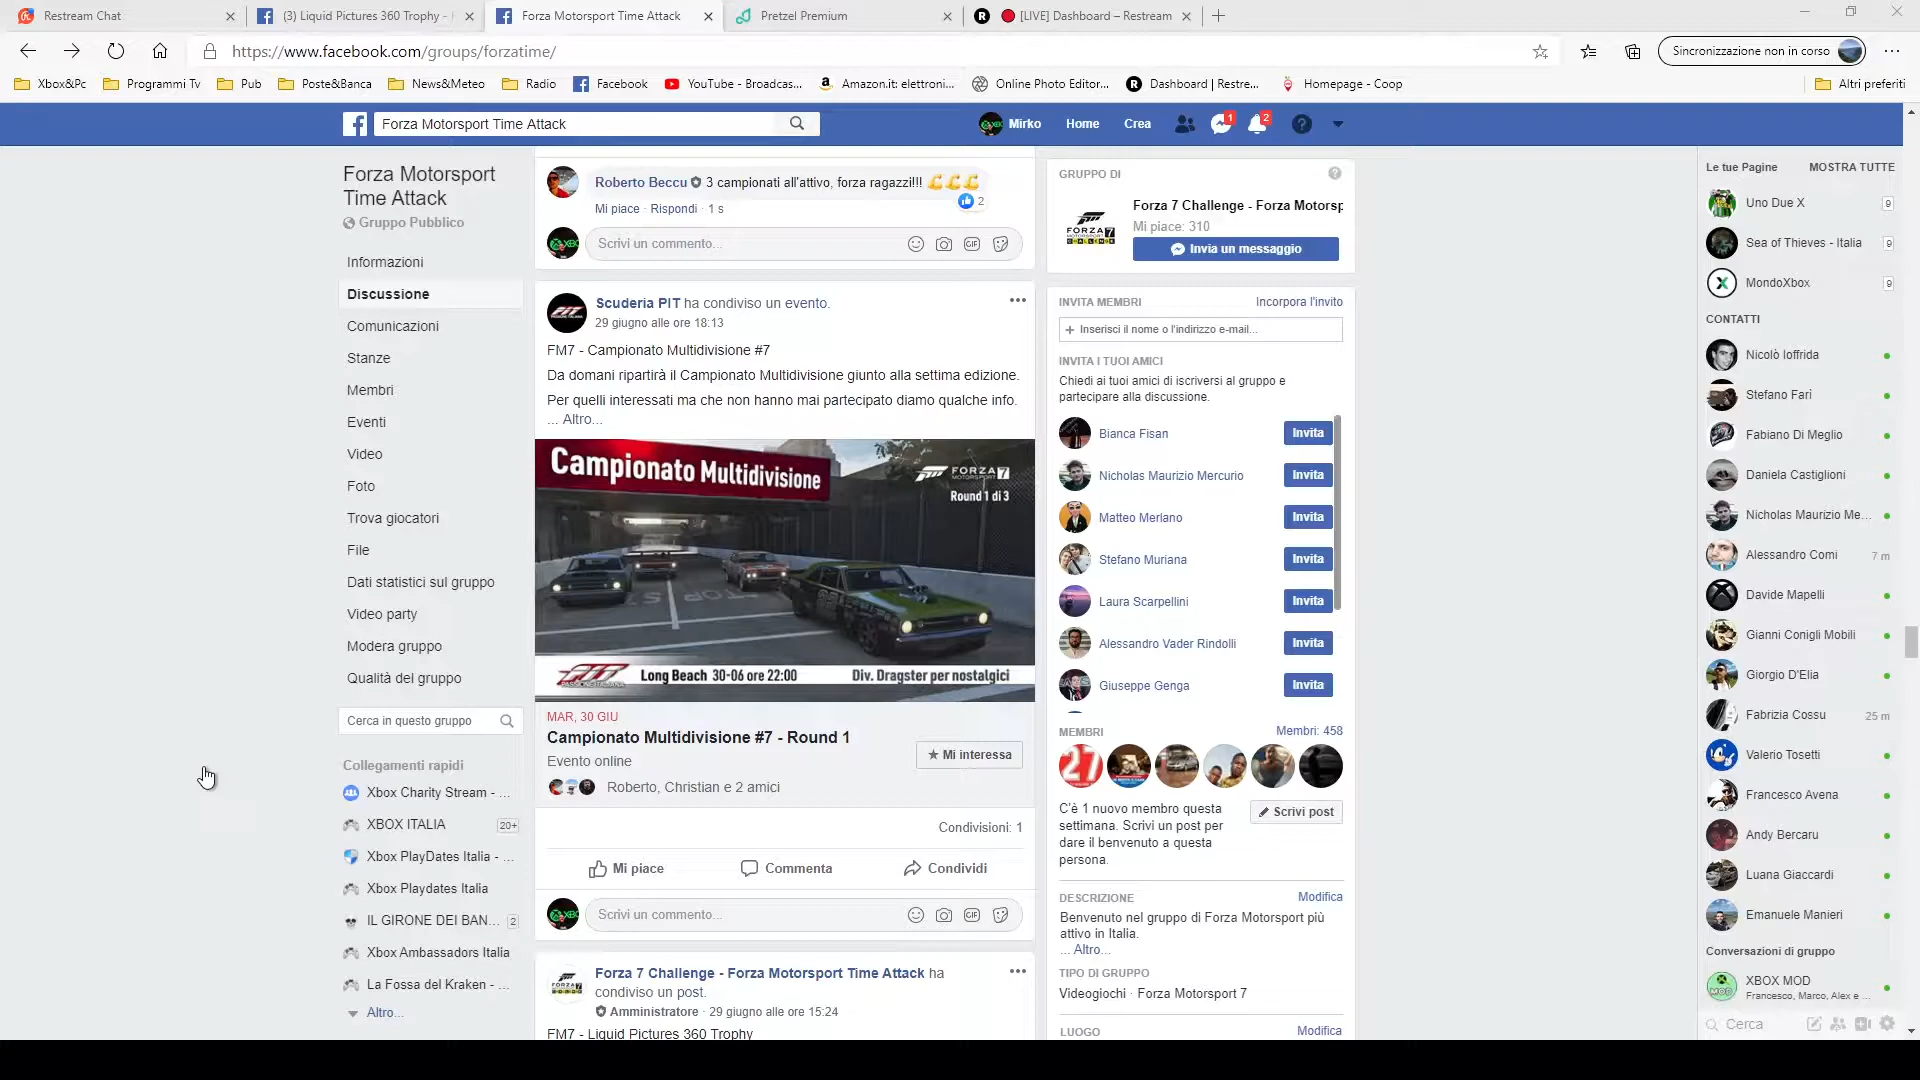 Restream Chat
(3) Liquid Pictures 360 Trophy -
Forza Motorsport Time Attack
Pretzel Premium
[LIVE] Dashboard – Restream
https://www.facebook.com/groups/forzatime/
Sincronizzazione non in corso
Xbox&Pc
Programmi Tv
Pub
Poste&Banca
News&Meteo
Radio
Facebook
YouTube - Broadcas...
Amazon.it: elettroni...
Online Photo Editor...
Dashboard | Restre...
Homepage - Coop
Altri preferiti
Forza Motorsport Time Attack
Mirko
Home
Crea
1
2
Forza Motorsport
Time Attack
Gruppo Pubblico
Informazioni
Discussione
Comunicazioni
Stanze
Membri
Eventi
Video
Foto
Trova giocatori
File
Dati statistici sul gruppo
Video party
Modera gruppo
Qualità del gruppo
Cerca in questo gruppo
Collegamenti rapidi
Xbox Charity Stream - ...
XBOX ITALIA 20+
Xbox PlayDates Italia - ...
Xbox Playdates Italia
IL GIRONE DEI BAN... 2
Xbox Ambassadors Italia
La Fossa del Kraken - ...
Altro...
Roberto Beccu 3 campionati all'attivo, forza ragazzi!!!
2
Mi piace · Rispondi · 1 s
Scrivi un commento...
GIF
Scuderia PIT ha condiviso un evento.
29 giugno alle ore 18:13
FM7 - Campionato Multidivisione #7
Da domani ripartirà il Campionato Multidivisione giunto alla settima edizione.
Per quelli interessati ma che non hanno mai partecipato diamo qualche info.
... Altro...
Campionato Multidivisione
FORZA 7
MOTORSPORT
Round 1 di 3
STOP
PASSIONE ITALIANA
Long Beach 30-06 ore 22:00
Div. Dragster per nostalgici
MAR, 30 GIU
Campionato Multidivisione #7 - Round 1
Evento online
★ Mi interessa
Roberto, Christian e 2 amici
Condivisioni: 1
Mi piace
Commenta
Condividi
Scrivi un commento...
GIF
Forza 7 Challenge - Forza Motorsport Time Attack ha
condiviso un post.
Amministratore · 29 giugno alle ore 15:24
FM7 - Liquid Pictures 360 Trophy
GRUPPO DI
FORZA 7
CHALLENGE
Forza 7 Challenge - Forza Motorsp
Mi piace: 310
Invia un messaggio
INVITA MEMBRI
Incorpora l'invito
+ Inserisci il nome o l'indirizzo e-mail...
INVITA I TUOI AMICI
Chiedi ai tuoi amici di iscriversi al gruppo e
partecipare alla discussione.
Bianca Fisan Invita
Nicholas Maurizio Mercurio Invita
Matteo Merlano Invita
Stefano Muriana Invita
Laura Scarpellini Invita
Alessandro Vader Rindolli Invita
Giuseppe Genga Invita
MEMBRI
Membri: 458
27
C'è 1 nuovo membro questa
settimana. Scrivi un post per
dare il benvenuto a questa
persona.
Scrivi post
DESCRIZIONE
Modifica
Benvenuto nel gruppo di Forza Motorsport più
attivo in Italia.
... Altro...
TIPO DI GRUPPO
Videogiochi · Forza Motorsport 7
LUOGO
Modifica
Le tue Pagine
MOSTRA TUTTE
Uno Due X 9
Sea of Thieves - Italia 9
MondoXbox 9
CONTATTI
Nicolò Ioffrida
Stefano Farì
Fabiano Di Meglio
Daniela Castiglioni
Nicholas Maurizio Me...
Alessandro Comi 7 m
Davide Mapelli
Gianni Conigli Mobili
Giorgio D'Elia
Fabrizia Cossu 25 m
Valerio Tosetti
Francesco Avena
Andy Bercaru
Luana Giaccardi
Emanuele Manieri
Conversazioni di gruppo
XBOX MOD
Francesco, Marco, Alex e ...
Cerca